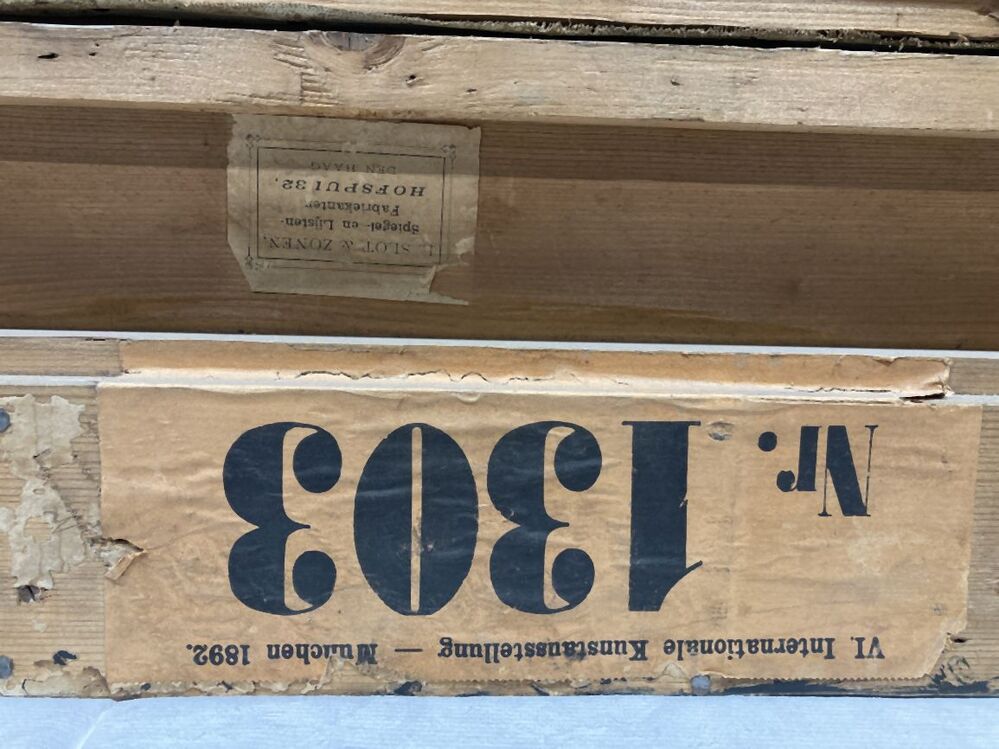 VI. Internationale Kunstausstellung — München 1892.
Nr. 1303
L. SLOT & ZONEN,
Spiegel- en Lijsten-
Fabriekanten
HOFSPUI 32,
DEN HAAG